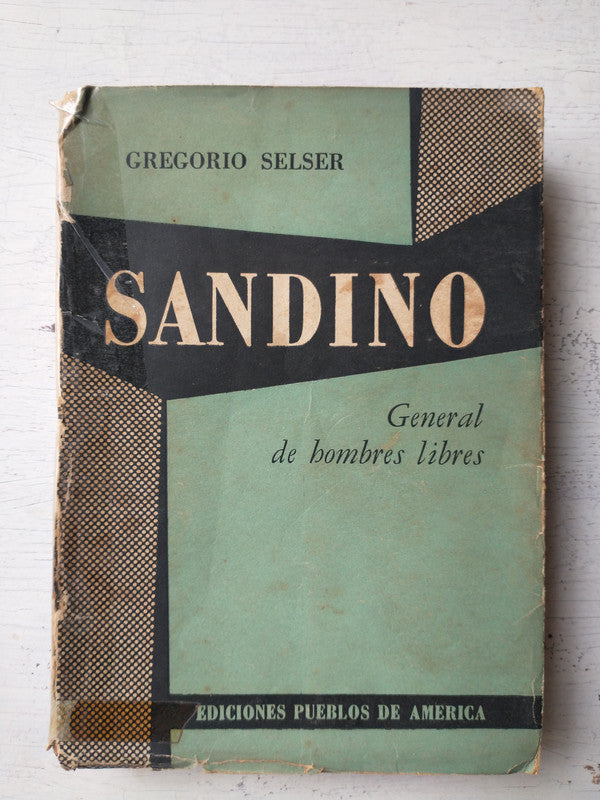 GREGORIO SELSER
SANDINO
General
de hombres libres
EDICIONES PUEBLOS DE AMERICA